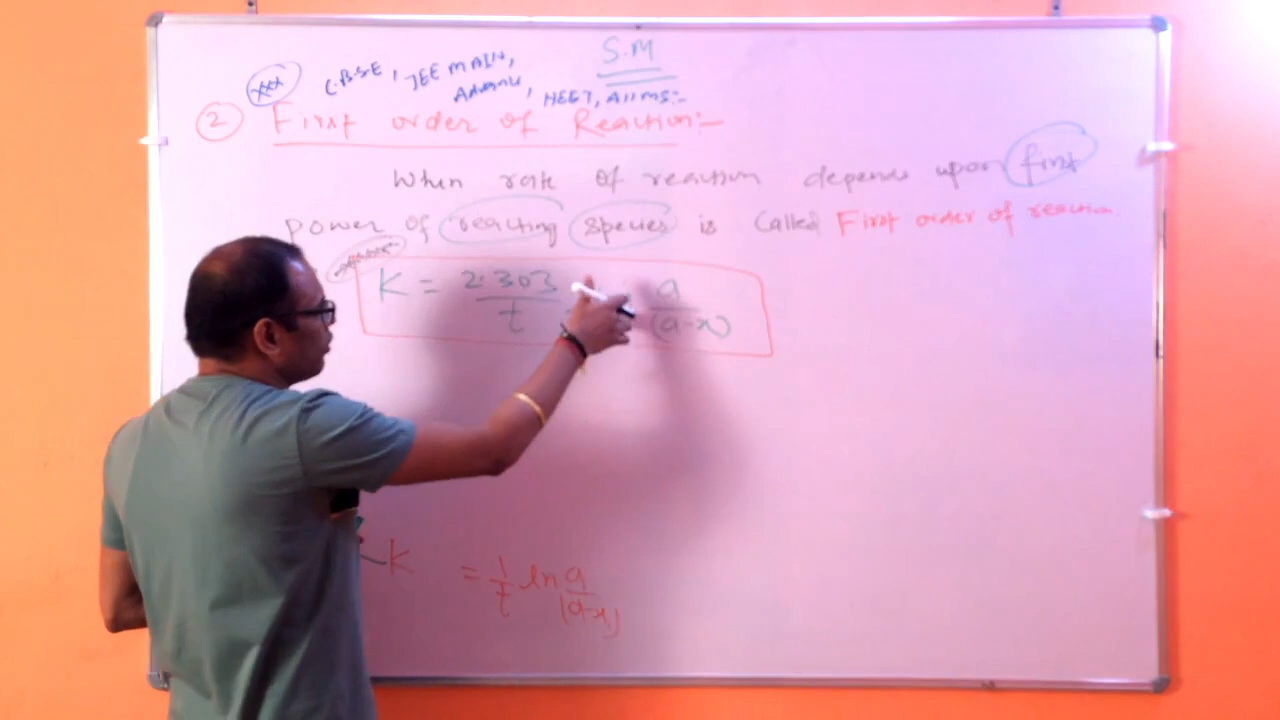 S.M
xxx CBSE, JEE MAIN,
Advance, NEET, AIIMS:-
2 First order of Reaction:-
When rate of reaction depends upon first
power of reacting species is called First order of reaction
K = 2.303 / t a / (a-x)
K = 1/t ln a/(a-x)